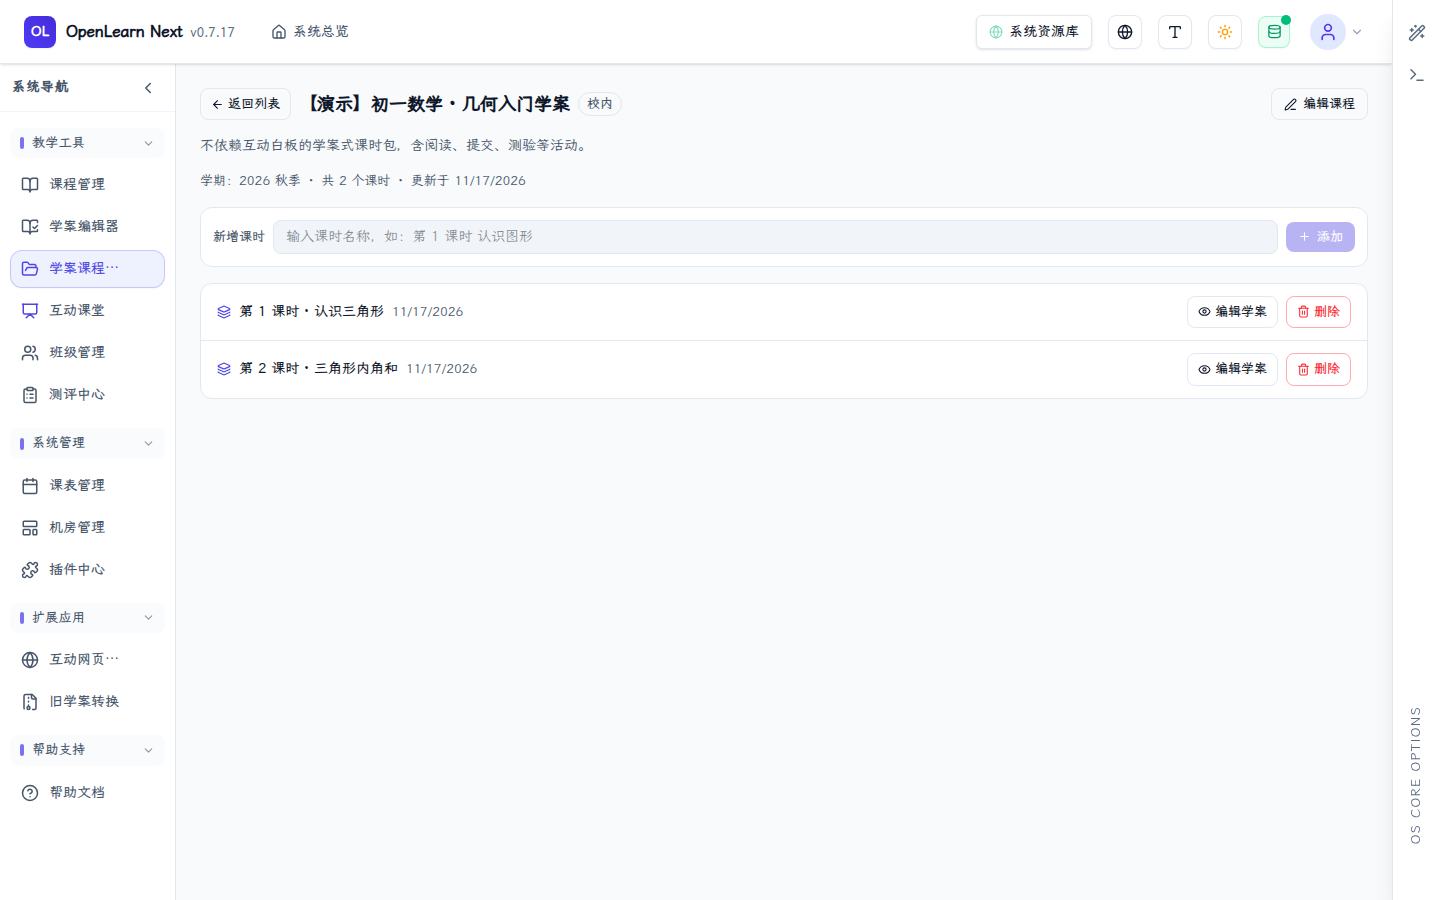 OL OpenLearn Next v0.7.17 系统总览 系统资源库
系统导航
教学工具
课程管理
学案编辑器
学案课程…
互动课堂
班级管理
测评中心
系统管理
课表管理
机房管理
插件中心
扩展应用
互动网页…
旧学案转换
帮助支持
帮助文档
返回列表 【演示】初一数学·几何入门学案 校内 编辑课程
不依赖互动白板的学案式课时包，含阅读、提交、测验等活动。
学期：2026 秋季 · 共 2 个课时 · 更新于 11/17/2026
新增课时 输入课时名称，如：第 1 课时 认识图形 添加
第 1 课时·认识三角形 11/17/2026 编辑学案 删除
第 2 课时·三角形内角和 11/17/2026 编辑学案 删除
OS CORE OPTIONS